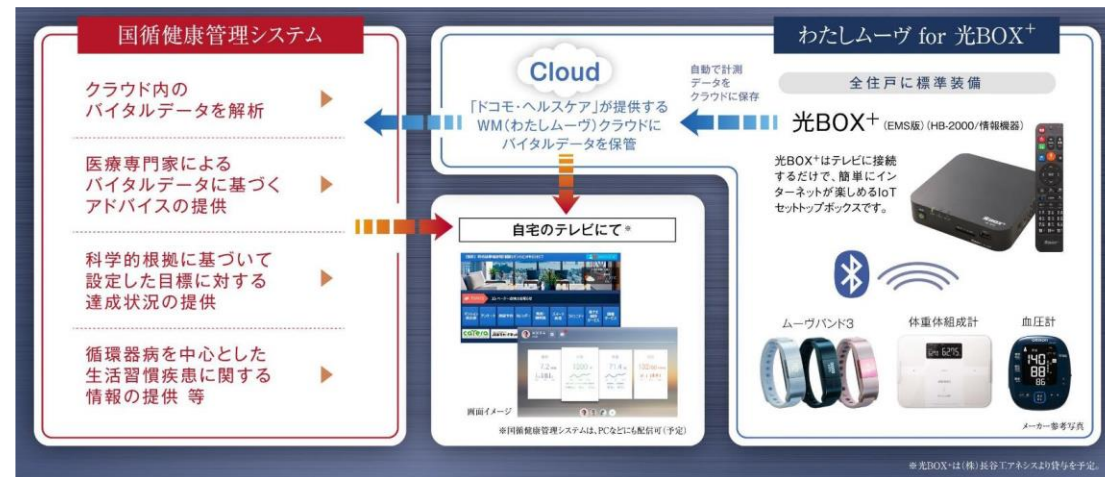 国循健康管理システム
クラウド内の
バイタルデータを解析
医療専門家による
バイタルデータに基づく
アドバイスの提供
科学的根拠に基づいて
設定した目標に対する
達成状況の提供
循環器病を中心とした
生活習慣疾患に関する
情報の提供 等
Cloud
「ドコモ・ヘルスケア」が提供する
WM(わたしムーヴ)クラウドに
バイタルデータを保管
自動で計測
データを
クラウドに保存
自宅のテレビにて※
画面イメージ
※国循健康管理システムは、PCなどにも配信可(予定)
わたしムーヴ for 光BOX+
全住戸に標準装備
光BOX+(EMS版)(HB-2000/情報機器)
光BOX+はテレビに接続
するだけで、簡単にイン
ターネットが楽しめるIoT
セットトップボックスです。
ムーヴバンド3
体重体組成計
血圧計
140
88
86
メーカー参考写真
※光BOX+は(株)長谷工アネシスより貸与を予定。